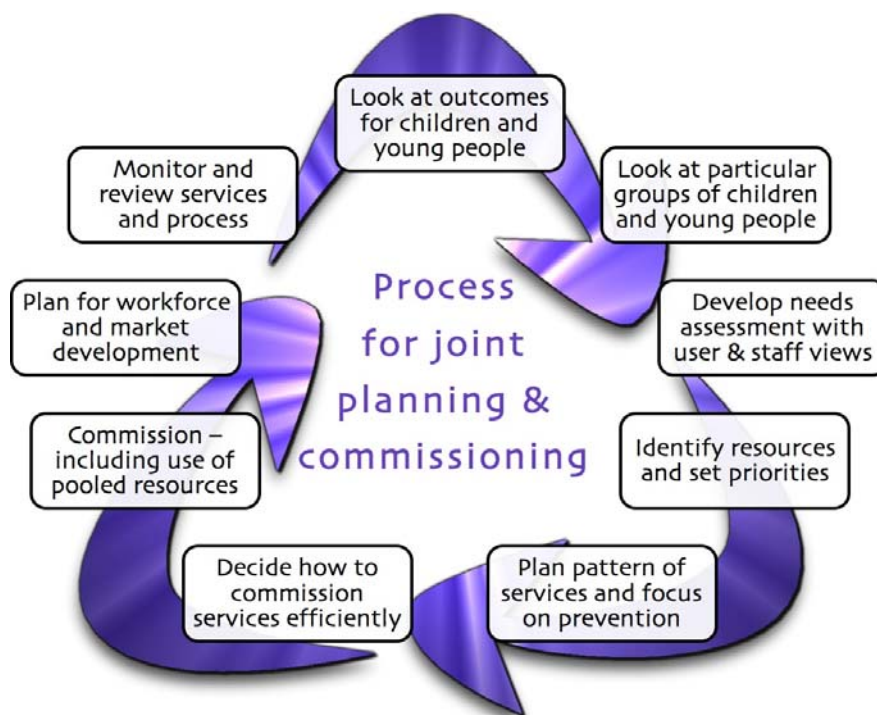 Look at outcomes
for children and
young people
Look at particular
groups of children
and young people
Develop needs
assessment with
user & staff views
Identify resources
and set priorities
Plan pattern of
services and focus
on prevention
Decide how to
commission
services efficiently
Commission –
including use of
pooled resources
Plan for workforce
and market
development
Monitor and
review services
and process
Process
for joint
planning &
commissioning